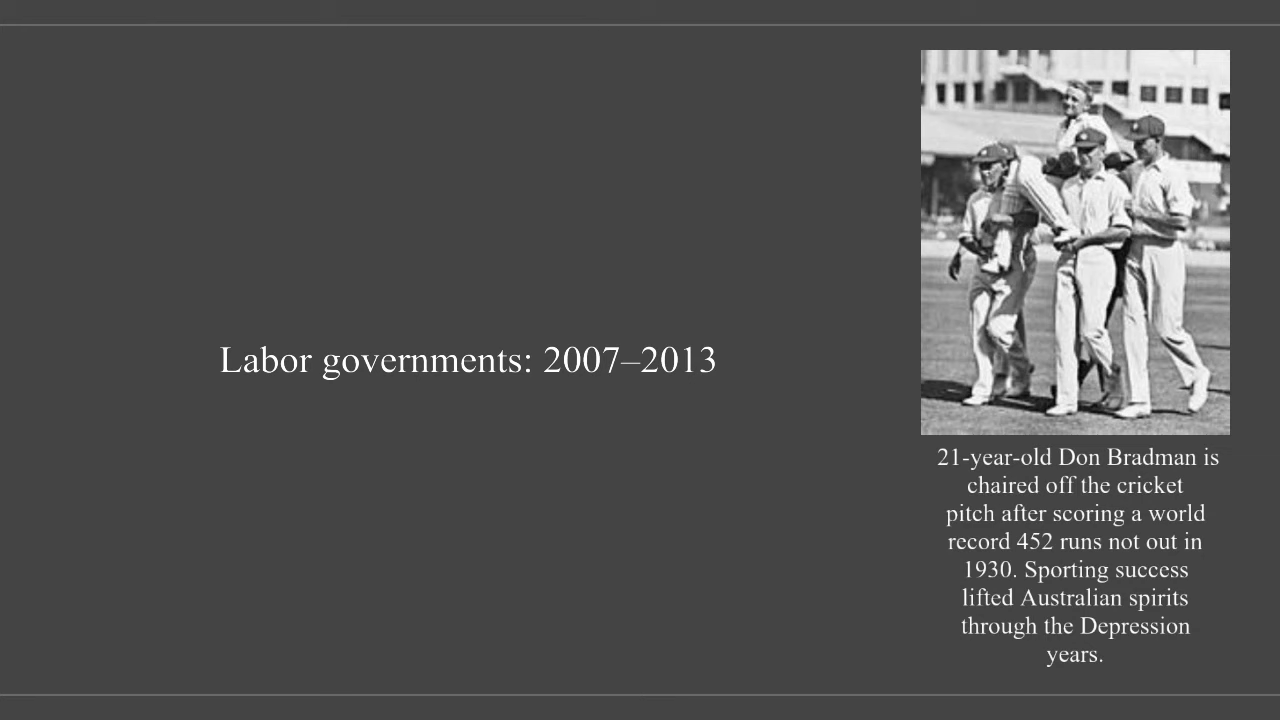 Labor governments: 2007–2013
21-year-old Don Bradman is
chaired off the cricket
pitch after scoring a world
record 452 runs not out in
1930. Sporting success
lifted Australian spirits
through the Depression
years.